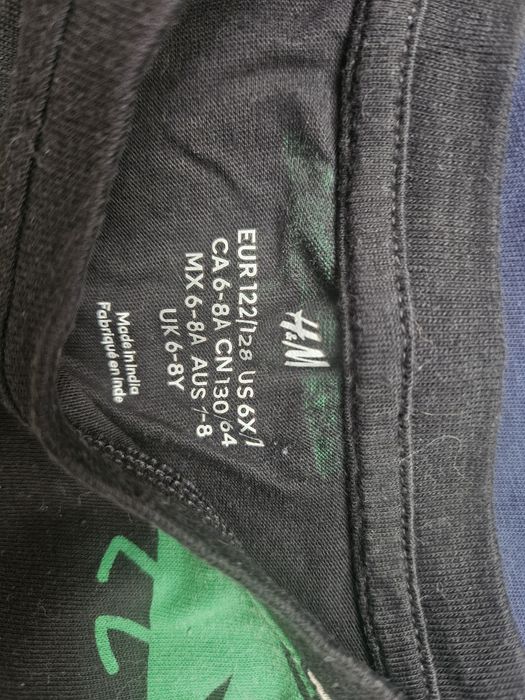 H&M
EUR 122/128 US 6X/7
CA 6-8A CN 130/64
MX 6-8A AUS 7-8
UK 6-8Y
Made in India
Fabriqué en Inde